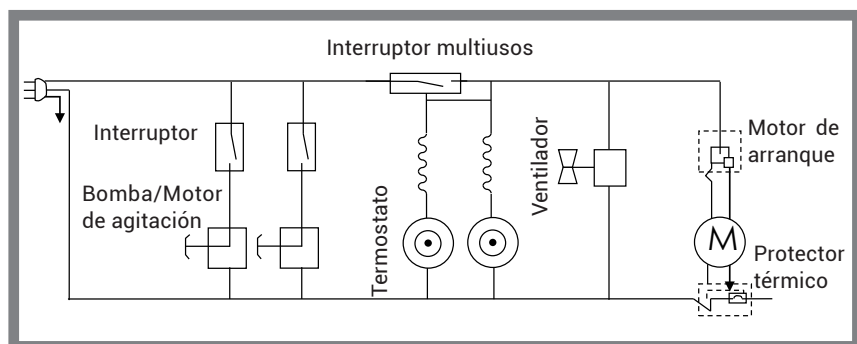 Interruptor multiusos
Interruptor
Bomba/Motor
de agitación
Termostato
Ventilador
Motor de
arranque
M
Protector
térmico